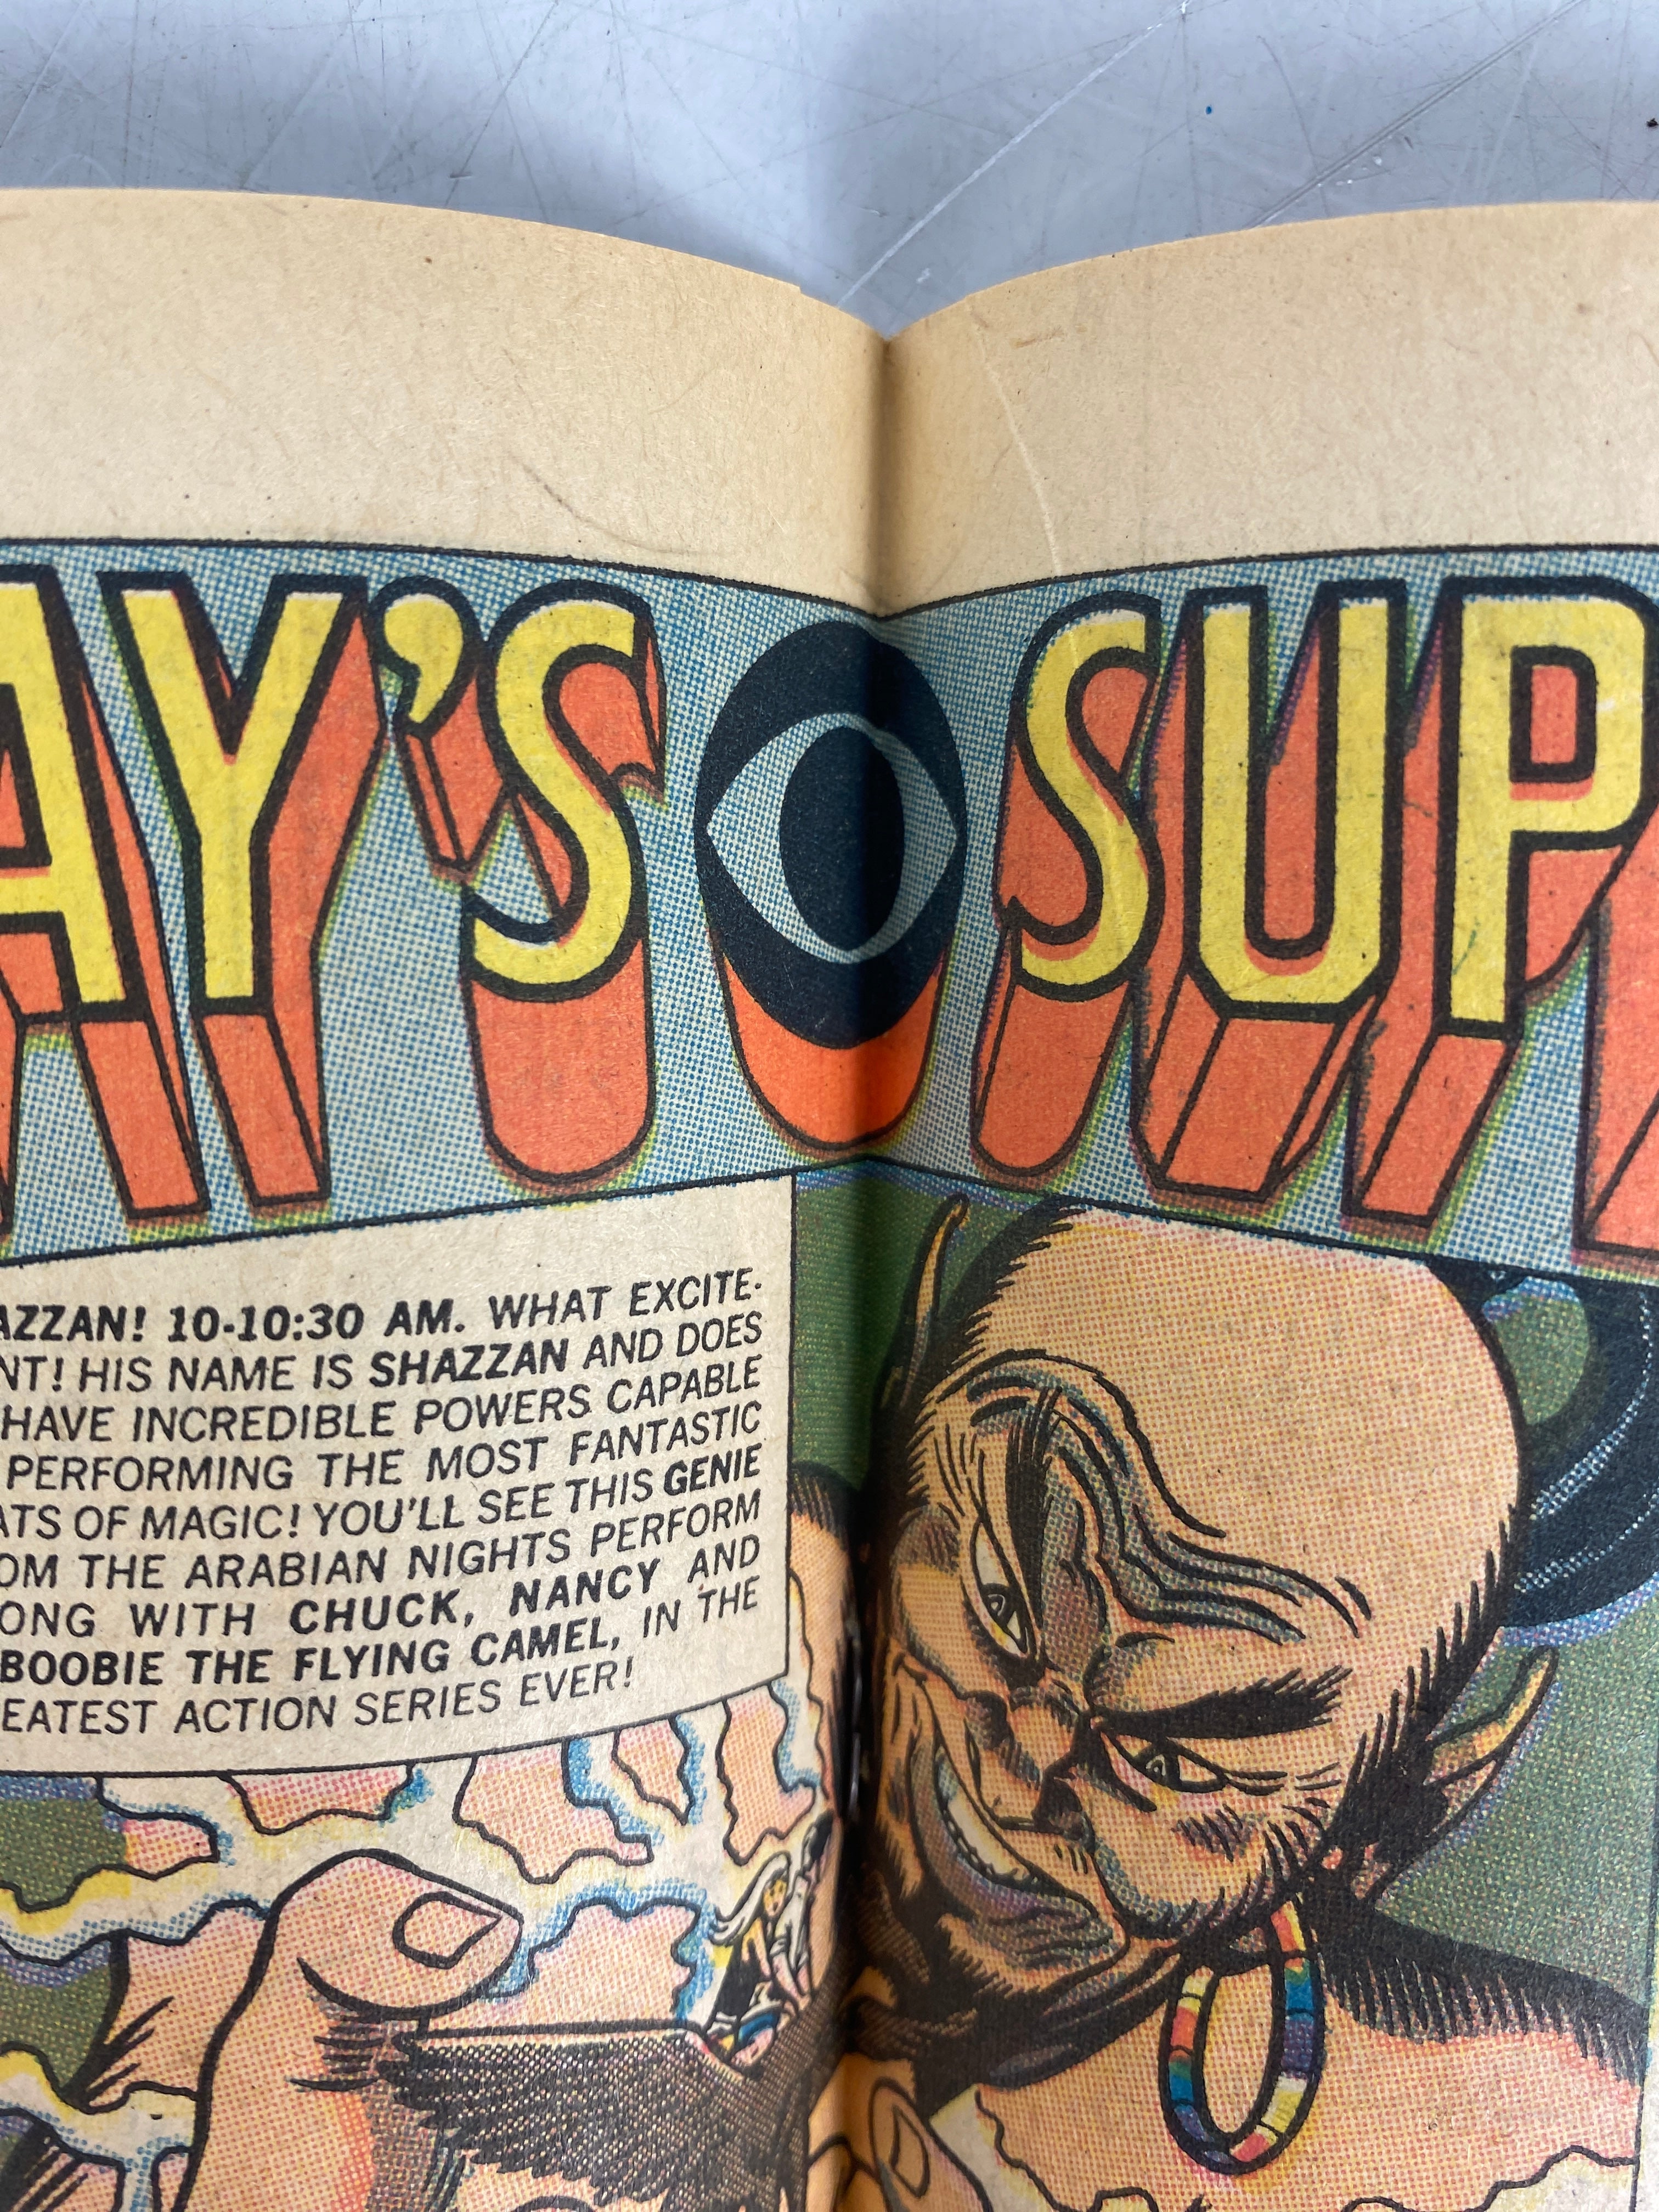 AY'S SUP
AZZAN! 10-10:30 AM. WHAT EXCITE-
NT! HIS NAME IS SHAZZAN AND DOES
HAVE INCREDIBLE POWERS CAPABLE
PERFORMING THE MOST FANTASTIC
ATS OF MAGIC! YOU'LL SEE THIS GENIE
OM THE ARABIAN NIGHTS PERFORM
ONG WITH CHUCK, NANCY AND
BOOBIE THE FLYING CAMEL, IN THE
EATEST ACTION SERIES EVER!